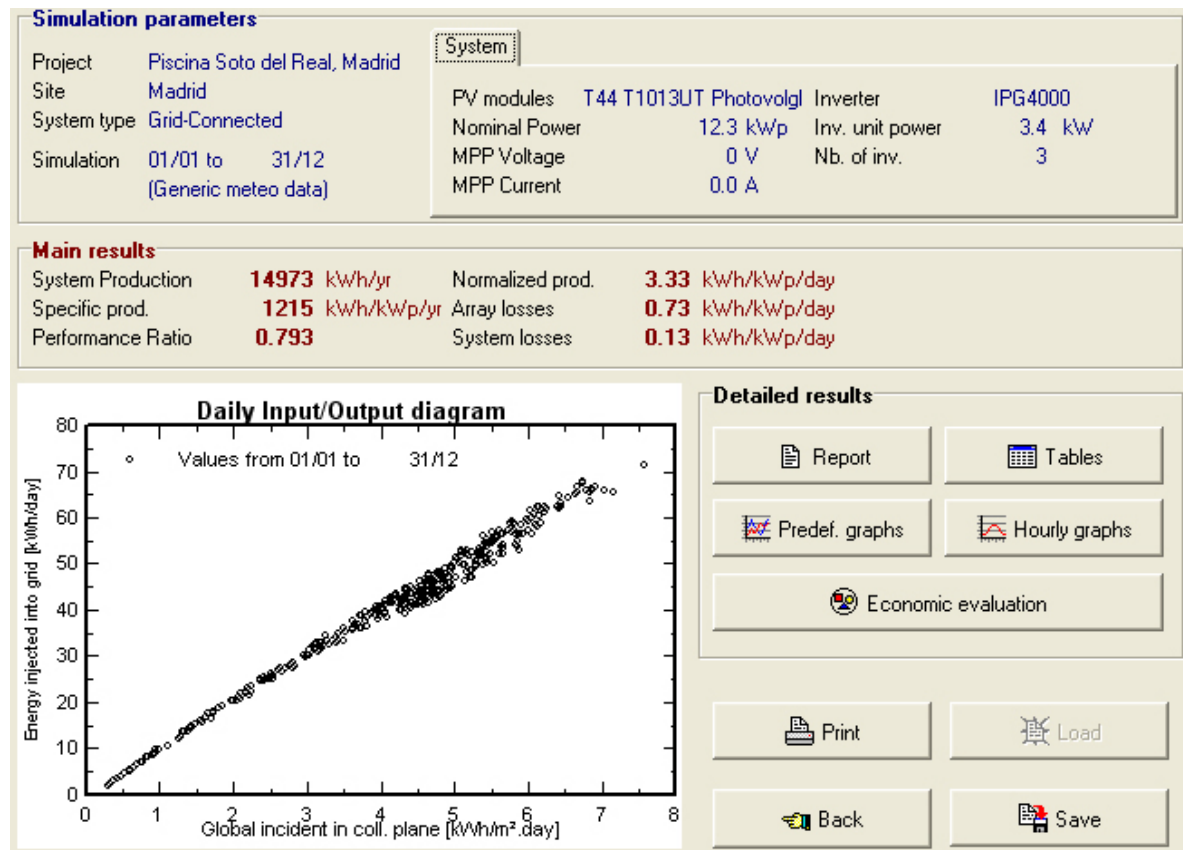 Simulation parameters
Project Piscina Soto del Real, Madrid
Site Madrid
System type Grid-Connected
Simulation 01/01 to 31/12
(Generic meteo data)
System
PV modules T44 T1013UT Photovolgl Inverter IPG4000
Nominal Power 12.3 kWp Inv. unit power 3.4 kW
MPP Voltage 0 V Nb. of inv. 3
MPP Current 0.0 A
Main results
System Production 14973 kWh/yr Normalized prod. 3.33 kWh/kWp/day
Specific prod. 1215 kWh/kWp/yr Array losses 0.73 kWh/kWp/day
Performance Ratio 0.793 System losses 0.13 kWh/kWp/day
Daily Input/Output diagram
Values from 01/01 to 31/12
Energy injected into grid [kWh/day]
80
70
60
50
40
30
20
10
0
0 1 2 3 4 5 6 7 8
Global incident in coll. plane [kWh/m².day]
Detailed results
Report Tables
Predef. graphs Hourly graphs
Economic evaluation
Print Load
Back Save